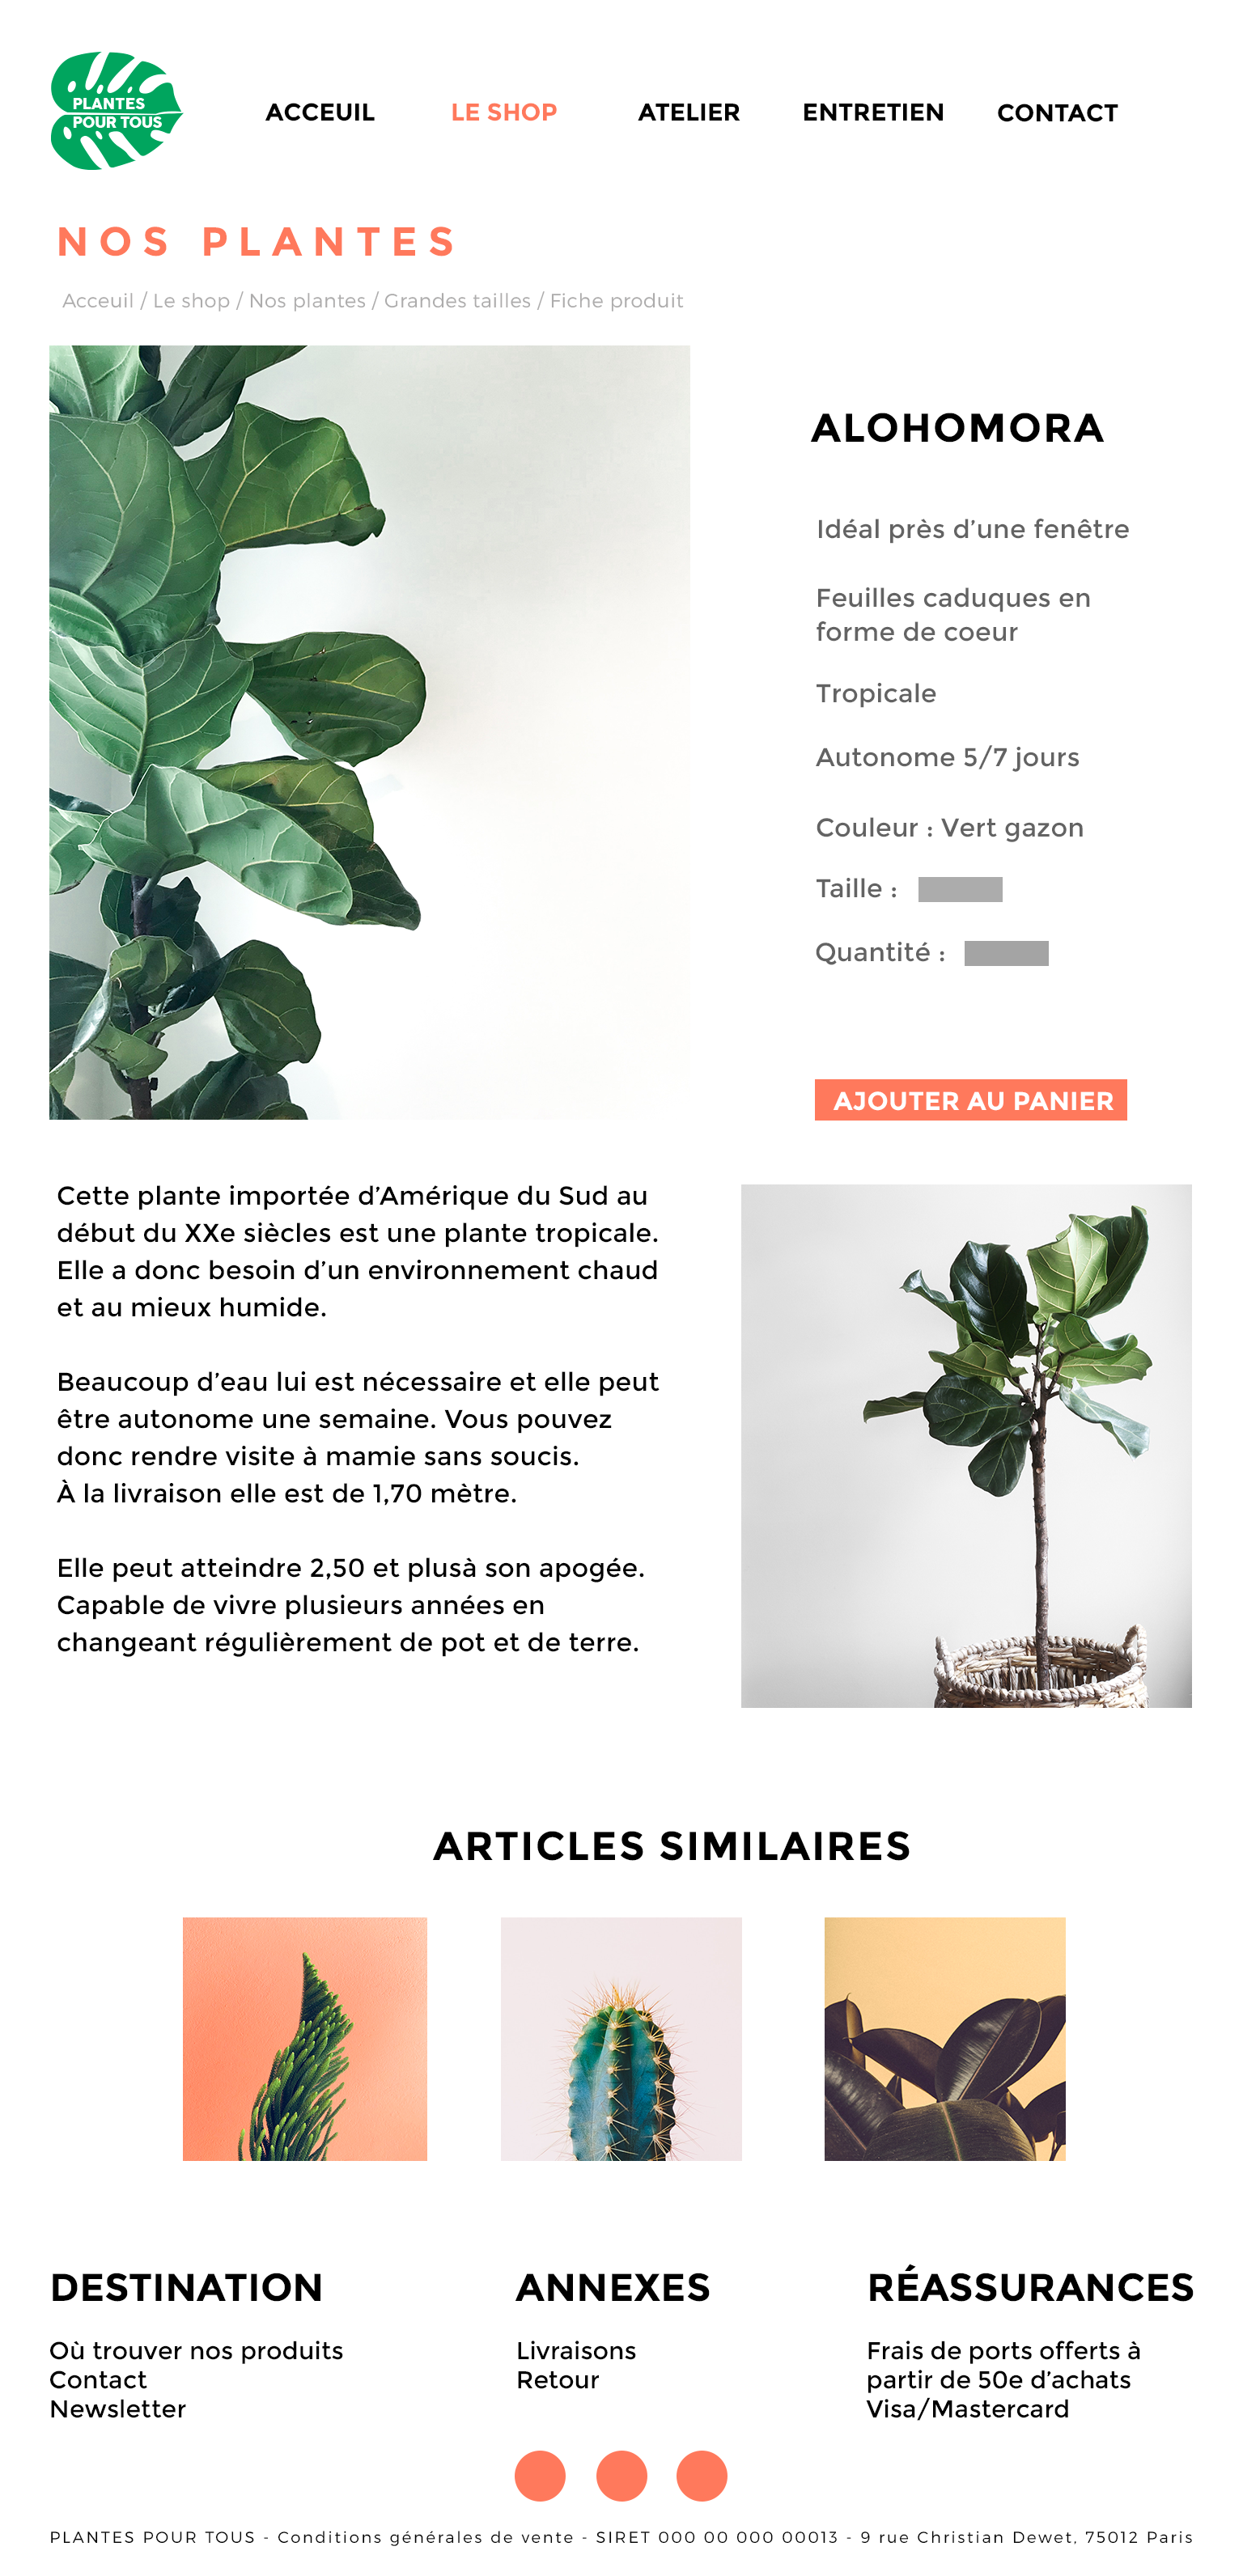 PLANTES
POUR TOUS
ACCEUIL LE SHOP ATELIER ENTRETIEN CONTACT
NOS PLANTES
Acceuil / Le shop / Nos plantes / Grandes tailles / Fiche produit
ALOHOMORA
Idéal près d’une fenêtre
Feuilles caduques en
forme de coeur
Tropicale
Autonome 5/7 jours
Couleur : Vert gazon
Taille :
Quantité :
AJOUTER AU PANIER
Cette plante importée d’Amérique du Sud au
début du XXe siècles est une plante tropicale.
Elle a donc besoin d’un environnement chaud
et au mieux humide.
Beaucoup d’eau lui est nécessaire et elle peut
être autonome une semaine. Vous pouvez
donc rendre visite à mamie sans soucis.
À la livraison elle est de 1,70 mètre.
Elle peut atteindre 2,50 et plusà son apogée.
Capable de vivre plusieurs années en
changeant régulièrement de pot et de terre.
ARTICLES SIMILAIRES
DESTINATION
Où trouver nos produits
Contact
Newsletter
ANNEXES
Livraisons
Retour
RÉASSURANCES
Frais de ports offerts à
partir de 50e d’achats
Visa/Mastercard
PLANTES POUR TOUS - Conditions générales de vente - SIRET 000 00 000 00013 - 9 rue Christian Dewet, 75012 Paris